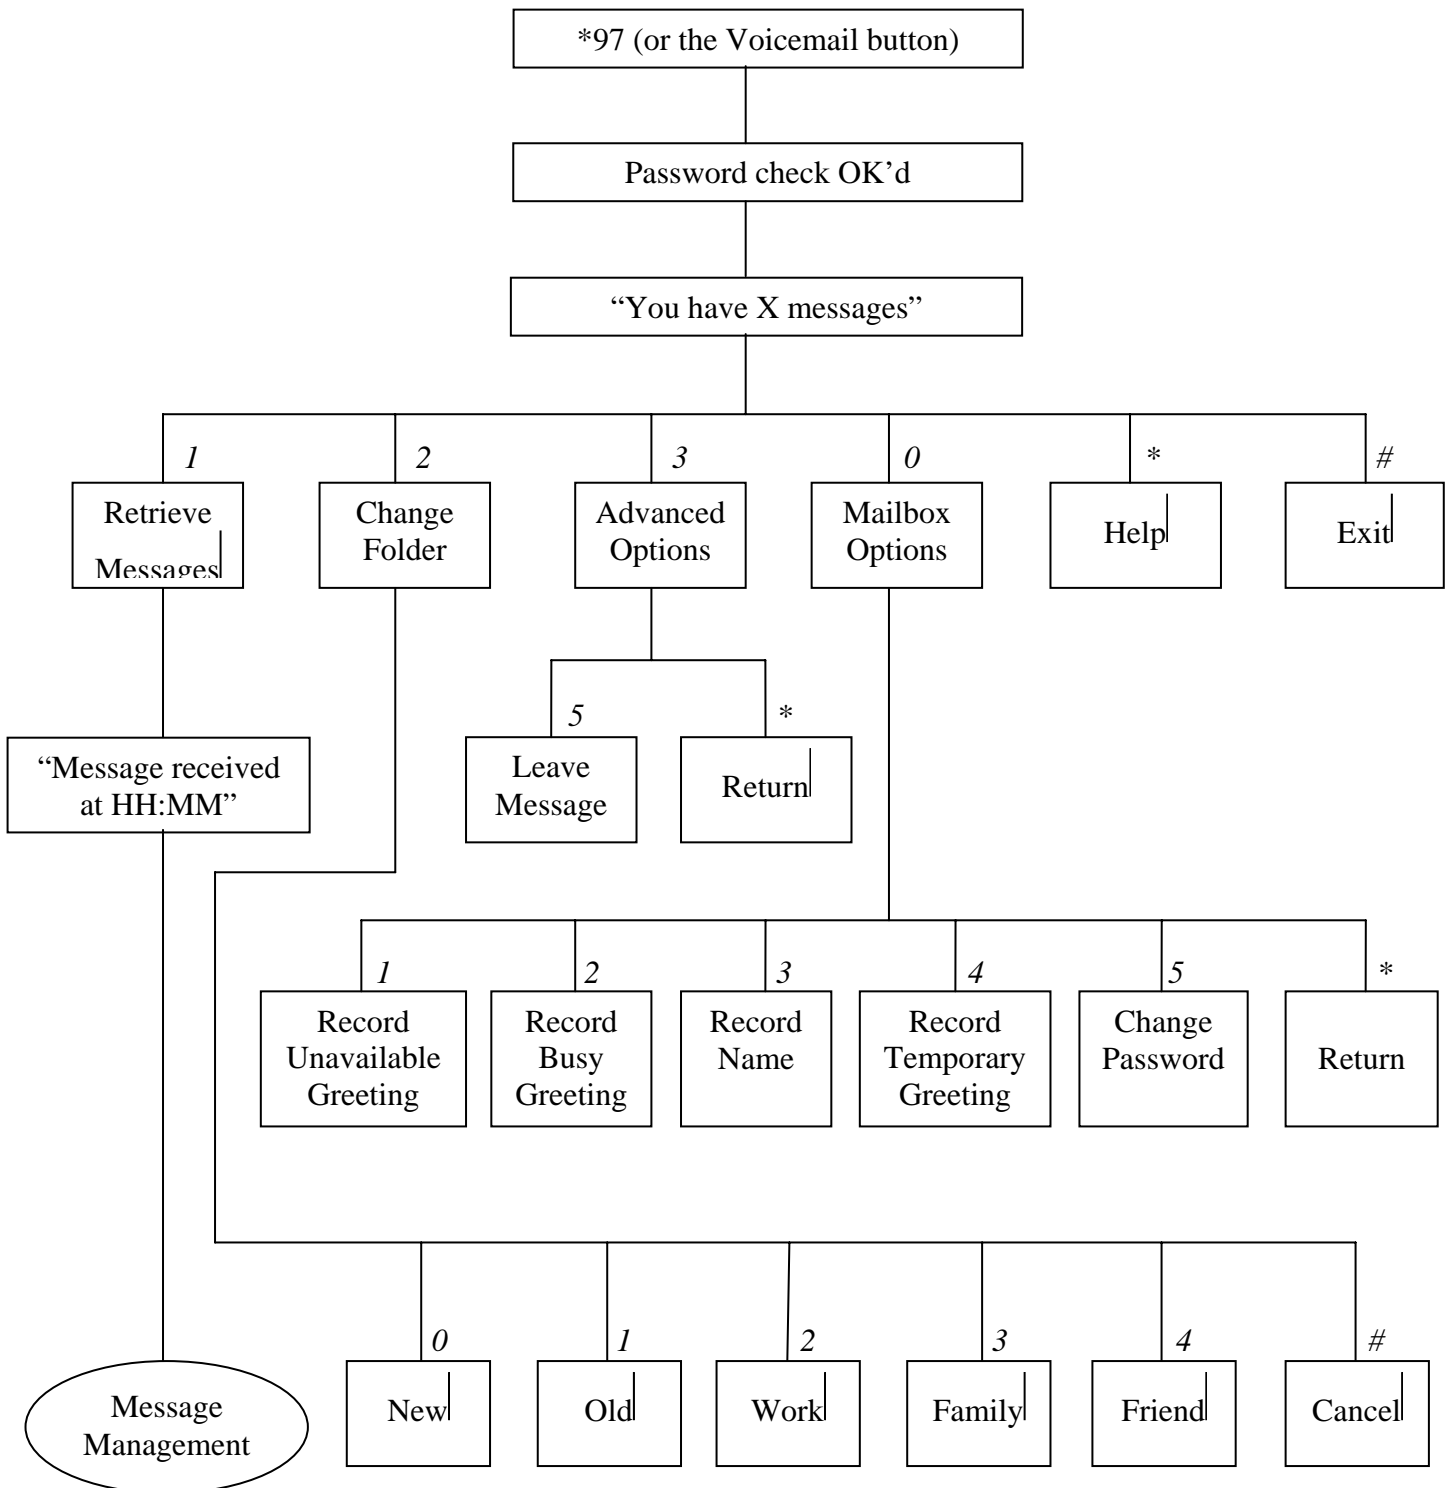 *97 (or the Voicemail button)
Password check OK’d
“You have X messages”
1
2
3
0
*
#
Retrieve
Messages
Change
Folder
Advanced
Options
Mailbox
Options
Help
Exit
5
*
“Message received
at HH:MM”
Leave
Message
Return
1
2
3
4
5
*
Record
Unavailable
Greeting
Record
Busy
Greeting
Record
Name
Record
Temporary
Greeting
Change
Password
Return
0
1
2
3
4
#
Message
Management
New
Old
Work
Family
Friend
Cancel